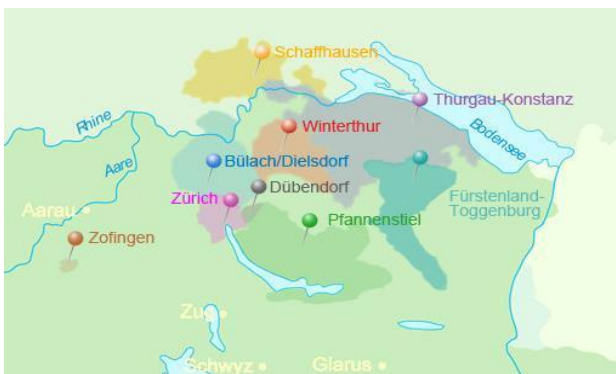 Schaffhausen
Rhine
Thurgau-Konstanz
Winterthur
Bodensee
Aare
Bülach/Dielsdorf
Dübendorf
Zürich
Fürstenland-
Toggenburg
Aarau
Pfannenstiel
Zofingen
Zug
Schwyz
Glarus